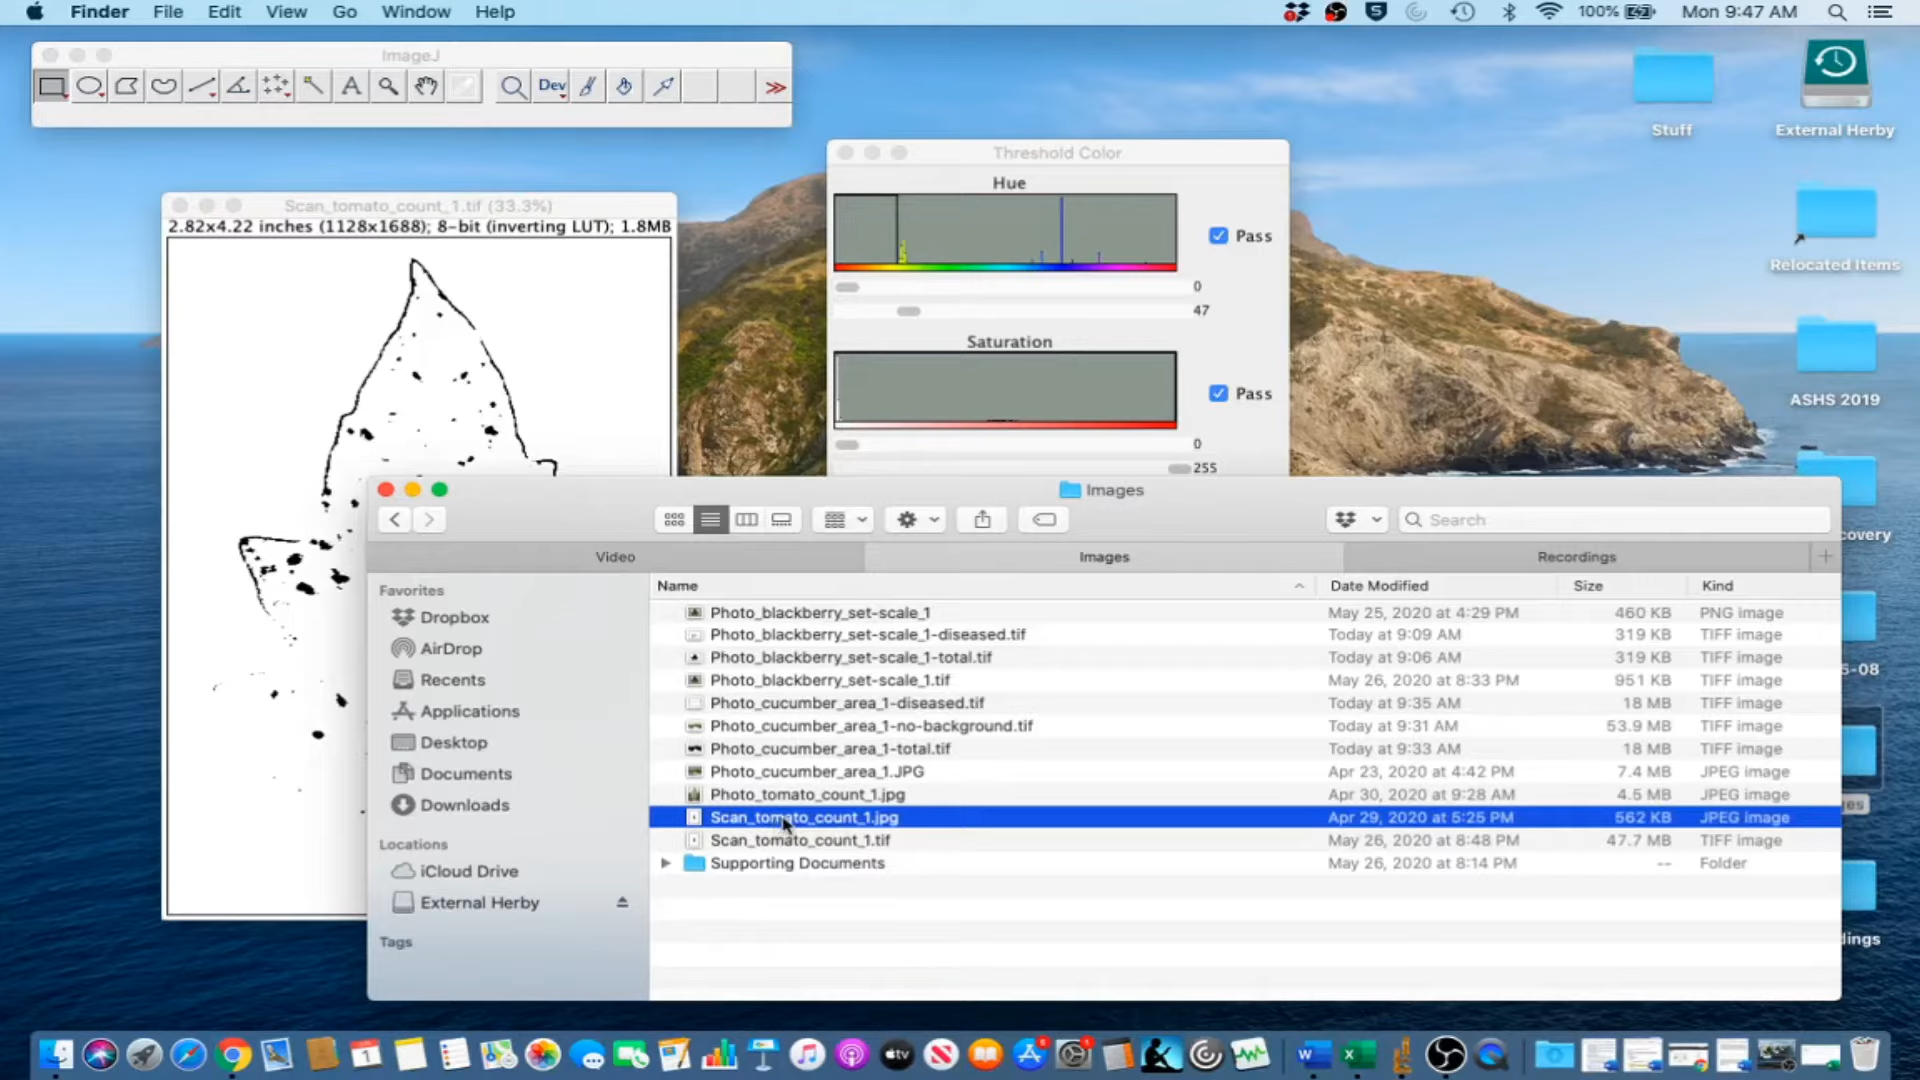 Finder File Edit View Go Window Help 100% Mon 9:47 AM
ImageJ
A Dev
Stuff
External Herby
Threshold Color
Hue
Pass
0
47
Saturation
Pass
0
255
Scan_tomato_count_1.tif (33.3%)
2.82x4.22 inches (1128x1688); 8-bit (inverting LUT); 1.8MB
Relocated Items
ASHS 2019
covery
5-08
ges
dings
Images
Search
Video Images Recordings
Favorites
Dropbox
AirDrop
Recents
Applications
Desktop
Documents
Downloads
Locations
iCloud Drive
External Herby
Tags
Name Date Modified Size Kind
Photo_blackberry_set-scale_1 May 25, 2020 at 4:29 PM 460 KB PNG image
Photo_blackberry_set-scale_1-diseased.tif Today at 9:09 AM 319 KB TIFF image
Photo_blackberry_set-scale_1-total.tif Today at 9:06 AM 319 KB TIFF image
Photo_blackberry_set-scale_1.tif May 26, 2020 at 8:33 PM 951 KB TIFF image
Photo_cucumber_area_1-diseased.tif Today at 9:35 AM 18 MB TIFF image
Photo_cucumber_area_1-no-background.tif Today at 9:31 AM 53.9 MB TIFF image
Photo_cucumber_area_1-total.tif Today at 9:33 AM 18 MB TIFF image
Photo_cucumber_area_1.JPG Apr 23, 2020 at 4:42 PM 7.4 MB JPEG image
Photo_tomato_count_1.jpg Apr 30, 2020 at 9:28 AM 4.5 MB JPEG image
Scan_tomato_count_1.jpg Apr 29, 2020 at 5:25 PM 562 KB JPEG image
Scan_tomato_count_1.tif May 26, 2020 at 8:48 PM 47.7 MB TIFF image
Supporting Documents May 26, 2020 at 8:14 PM -- Folder